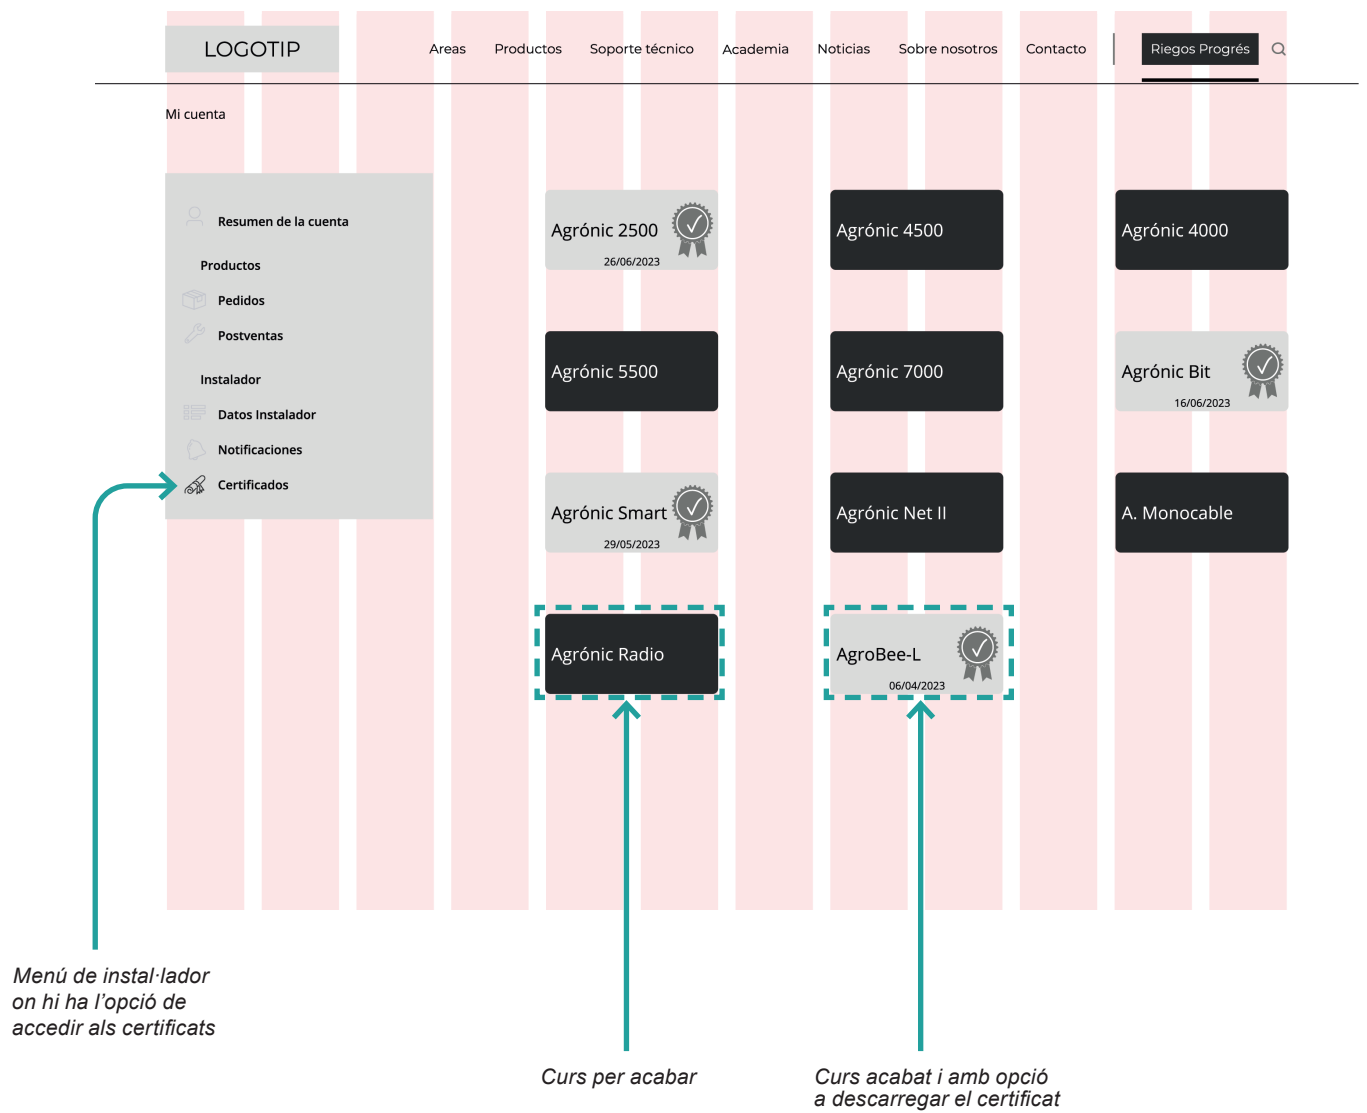 LOGOTIP
Areas Productos Soporte técnico Academia Noticias Sobre nosotros Contacto Riegos Progrés
Mi cuenta
Resumen de la cuenta
Productos
Pedidos
Postventas
Instalador
Datos Instalador
Notificaciones
Certificados
Agrónic 2500
26/06/2023
Agrónic 4500
Agrónic 4000
Agrónic 5500
Agrónic 7000
Agrónic Bit
16/06/2023
Agrónic Smart
29/05/2023
Agrónic Net II
A. Monocable
Agrónic Radio
AgroBee-L
06/04/2023
Menú de instal·lador
on hi ha l’opció de
accedir als certificats
Curs per acabar
Curs acabat i amb opció
a descarregar el certificat